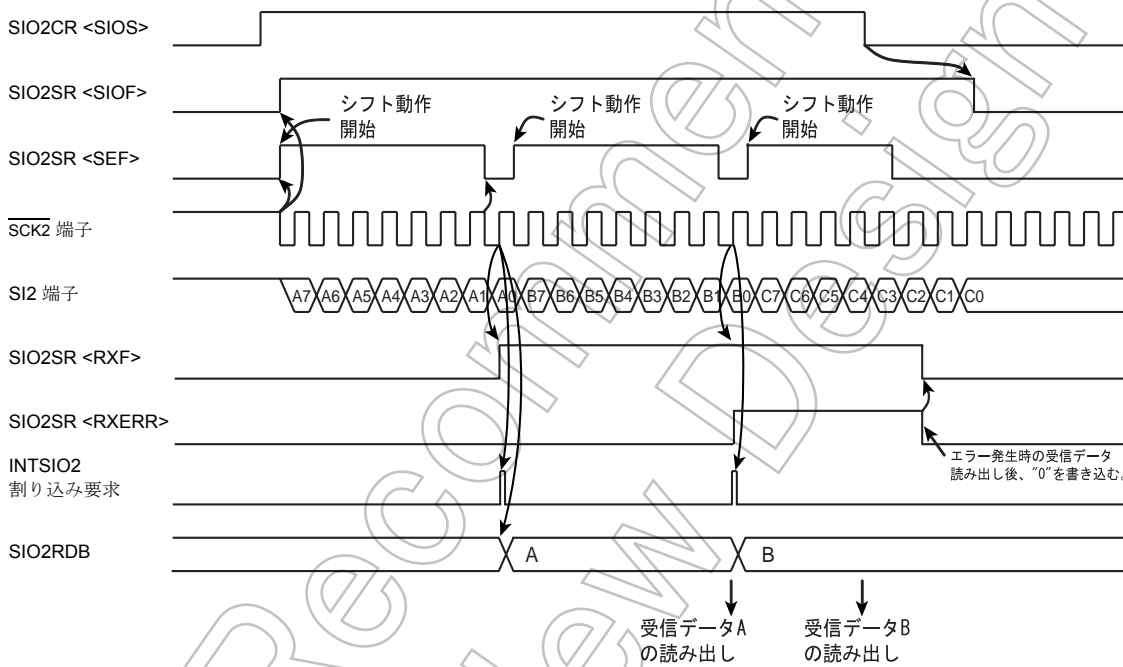 SIO2CR <SIOS>
SIO2SR <SIOF>
シフト動作
開始
シフト動作
開始
シフト動作
開始
SIO2SR <SEF>
SCK2 端子
SI2 端子
A7 A6 A5 A4 A3 A2 A1 A0 B7 B6 B5 B4 B3 B2 B1 B0 C7 C6 C5 C4 C3 C2 C1 C0
SIO2SR <RXF>
SIO2SR <RXERR>
エラー発生時の受信データ
読み出し後、"0"を書き込む。
INTSIO2
割り込み要求
SIO2RDB
A
B
受信データA
の読み出し
受信データB
の読み出し